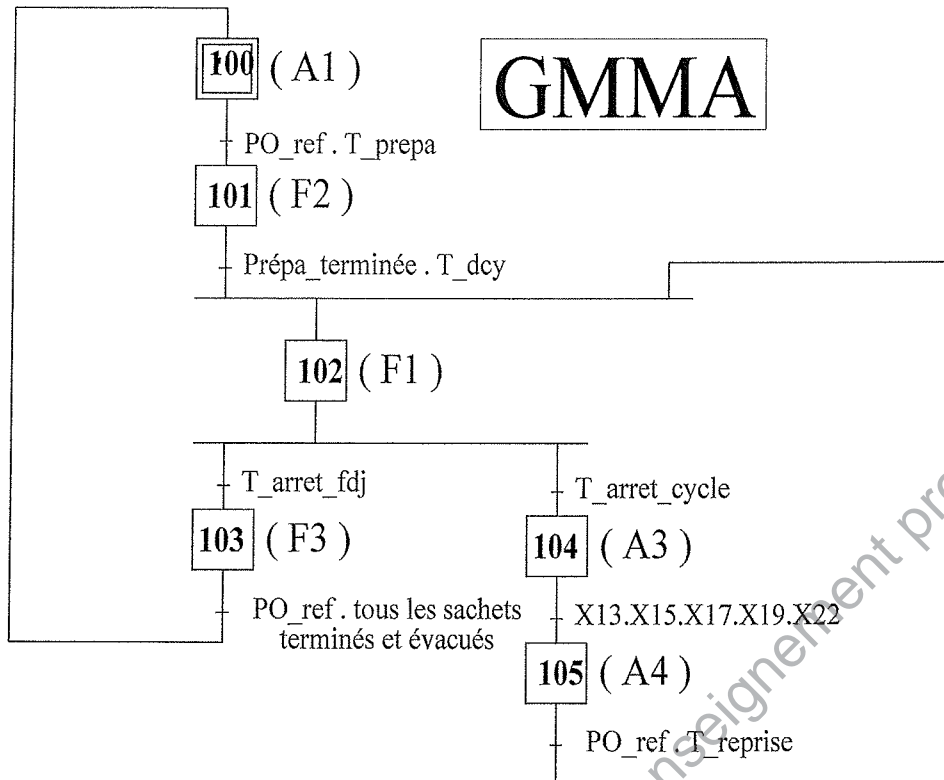 100 ( A1 )
GMMA
PO_ref . T_prepa
101 ( F2 )
Prépa_terminée . T_dcy
102 ( F1 )
T_arret_fdj
T_arret_cycle
103 ( F3 )
104 ( A3 )
PO_ref . tous les sachets
terminés et évacués
X13.X15.X17.X19.X22
105 ( A4 )
PO_ref . T_reprise